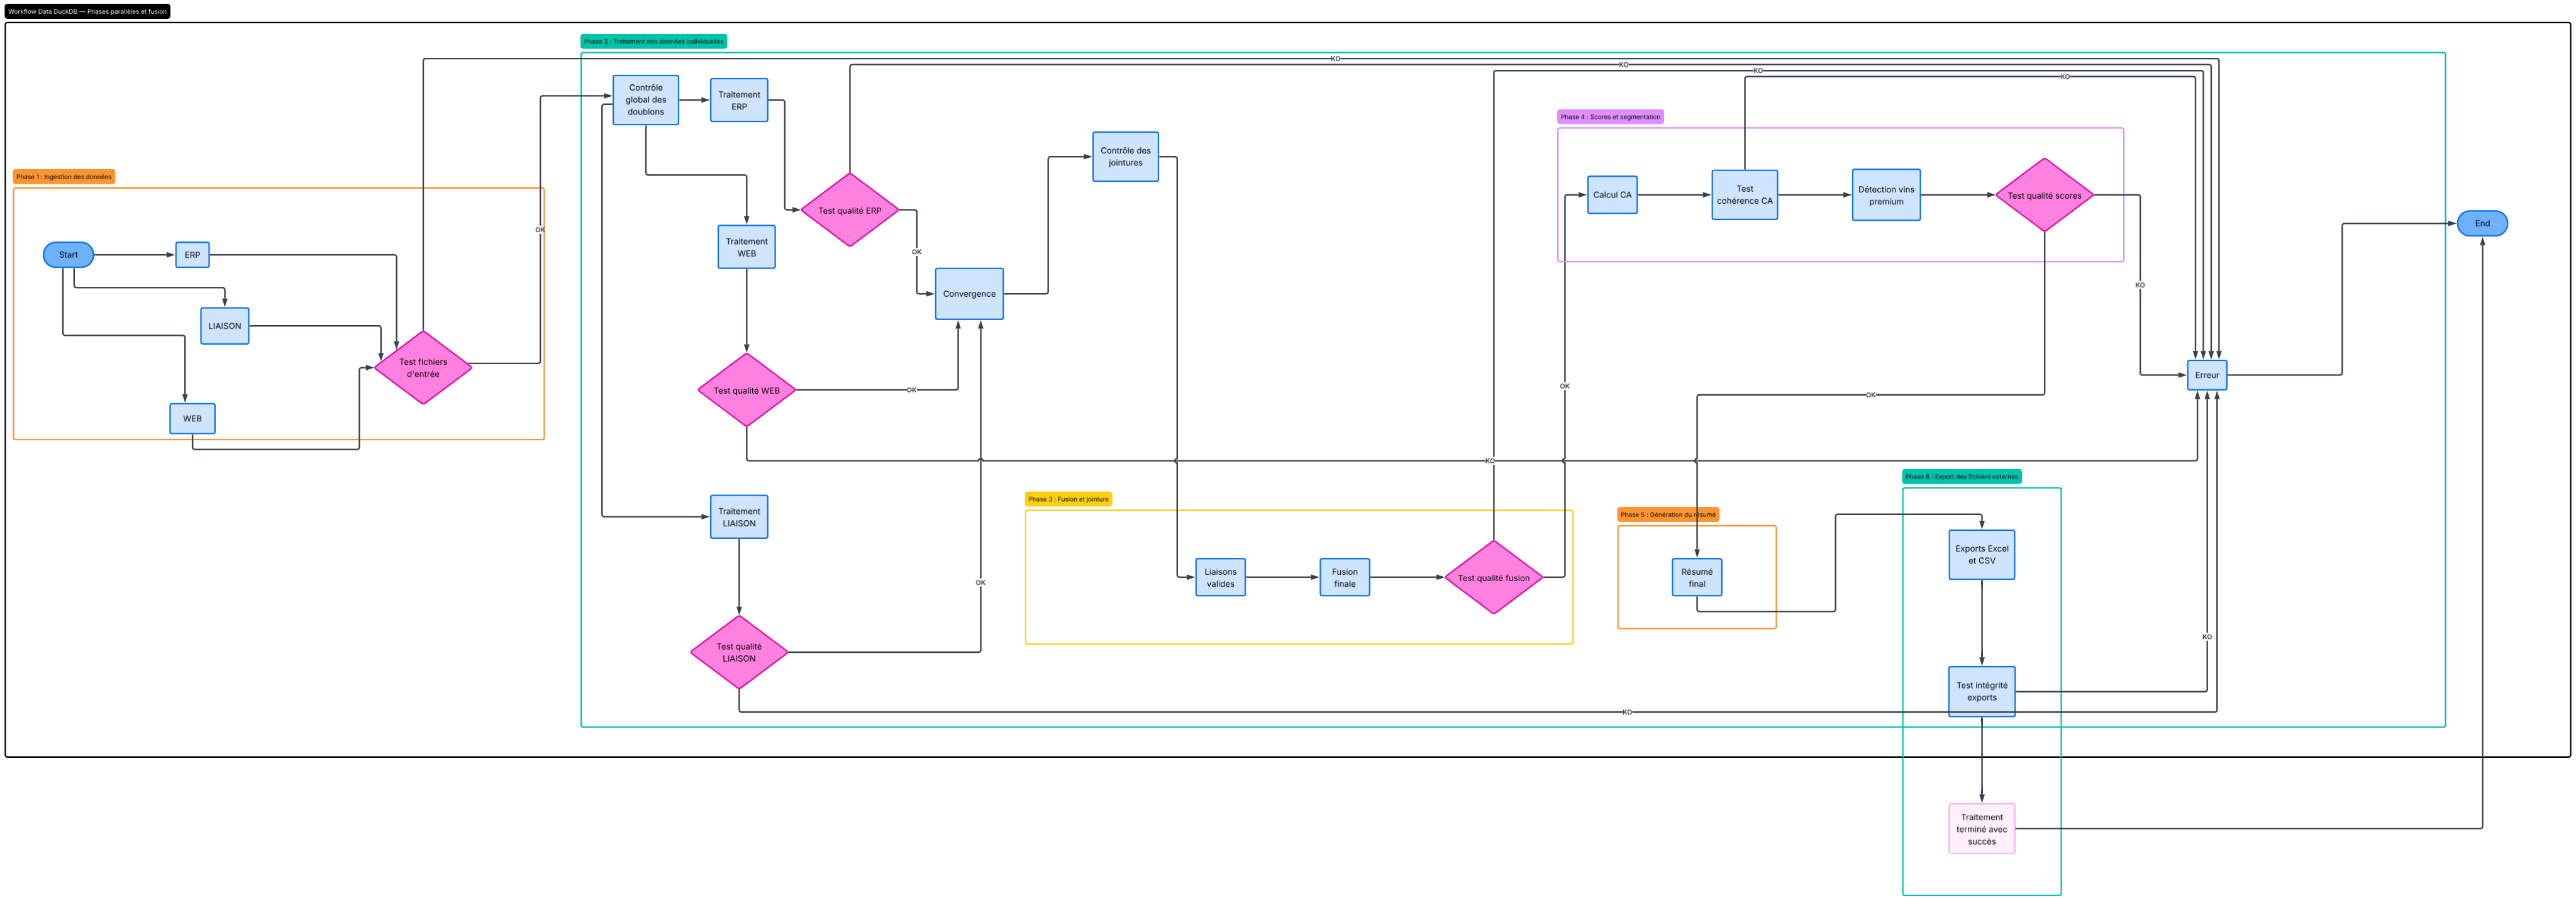 Workflow Data DuckDB — Phases parallèles et fusion
Phase 1 : Ingestion des données
Start
ERP
LIAISON
WEB
Test fichiers
d'entrée
OK
KO
Phase 2 : Traitement des données individuelles
Contrôle
global des
doublons
Traitement
ERP
Test qualité ERP
KO
OK
Traitement
WEB
Test qualité WEB
OK
KO
Traitement
LIAISON
Test qualité
LIAISON
OK
KO
Convergence
Contrôle des
jointures
Phase 3 : Fusion et jointure
Liaisons
valides
Fusion
finale
Test qualité fusion
KO
OK
Phase 4 : Scores et segmentation
Calcul CA
Test
cohérence CA
KO
Détection vins
premium
Test qualité scores
KO
OK
Phase 5 : Génération du résumé
Résumé
final
Phase 6 : Export des fichiers externes
Exports Excel
et CSV
Test intégrité
exports
KO
Traitement
terminé avec
succès
Erreur
End